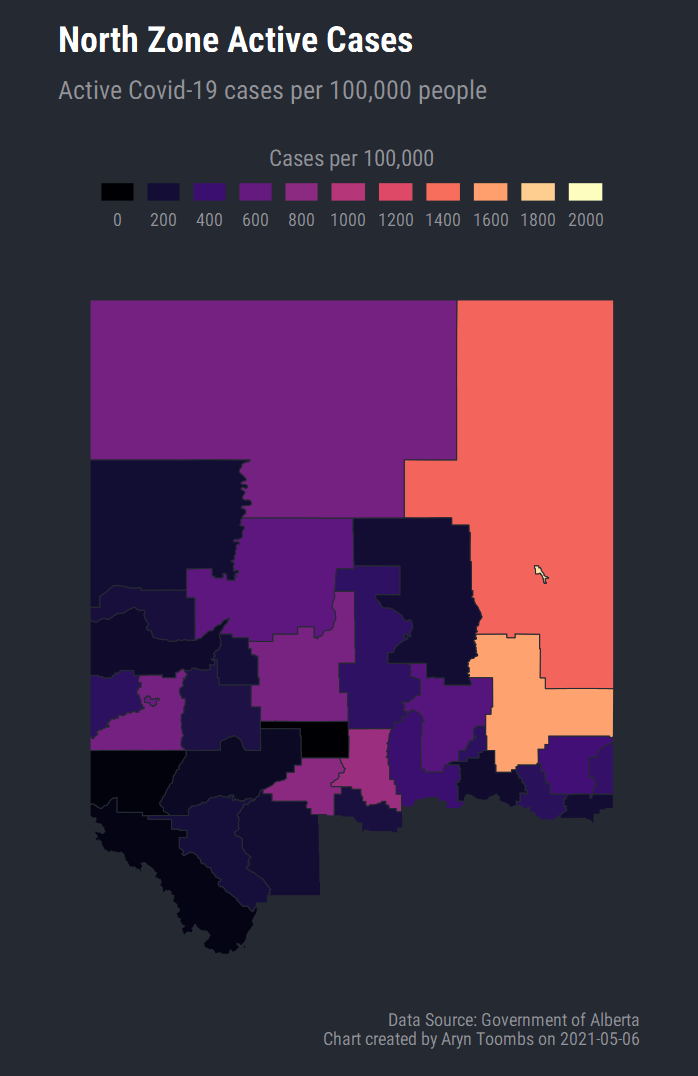 North Zone Active Cases
Active Covid-19 cases per 100,000 people
Cases per 100,000
0 200 400 600 800 1000 1200 1400 1600 1800 2000
Data Source: Government of Alberta
Chart created by Aryn Toombs on 2021-05-06